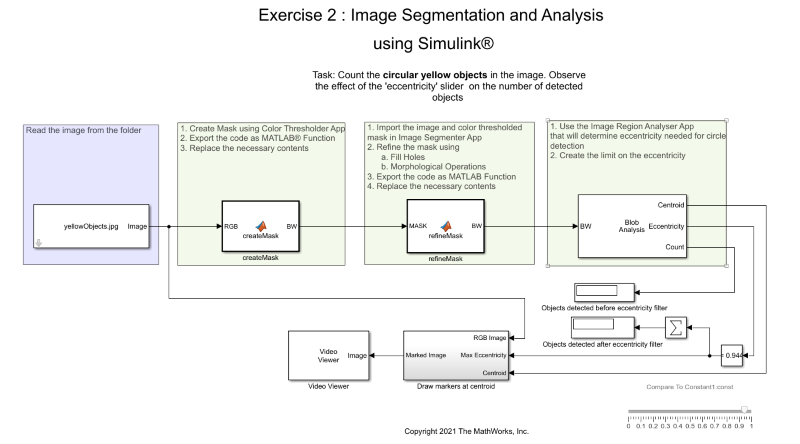 Exercise 2 : Image Segmentation and Analysis
using Simulink®
Task: Count the circular yellow objects in the image. Observe
the effect of the 'eccentricity' slider on the number of detected
objects
Read the image from the folder
yellowObjects.jpg
Image
1. Create Mask using Color Thresholder App
2. Export the code as MATLAB® Function
3. Replace the necessary contents
RGB
BW
createMask
createMask
1. Import the image and color thresholded
mask in Image Segmenter App
2. Refine the mask using
a. Fill Holes
b. Morphological Operations
3. Export the code as MATLAB Function
4. Replace the necessary contents
MASK
BW
refineMask
refineMask
1. Use the Image Region Analyser App
that will determine eccentricity needed for circle
detection
2. Create the limit on the eccentricity
BW
Blob
Analysis
Centroid
Eccentricity
Count
Objects detected before eccentricity filter
Objects detected after eccentricity filter
∑
= 0.944
Video
Viewer
Image
Video Viewer
RGB Image
Marked Image
Max Eccentricity
Centroid
Draw markers at centroid
Compare To Constant1:const
0 0.1 0.2 0.3 0.4 0.5 0.6 0.7 0.8 0.9 1
Copyright 2021 The MathWorks, Inc.